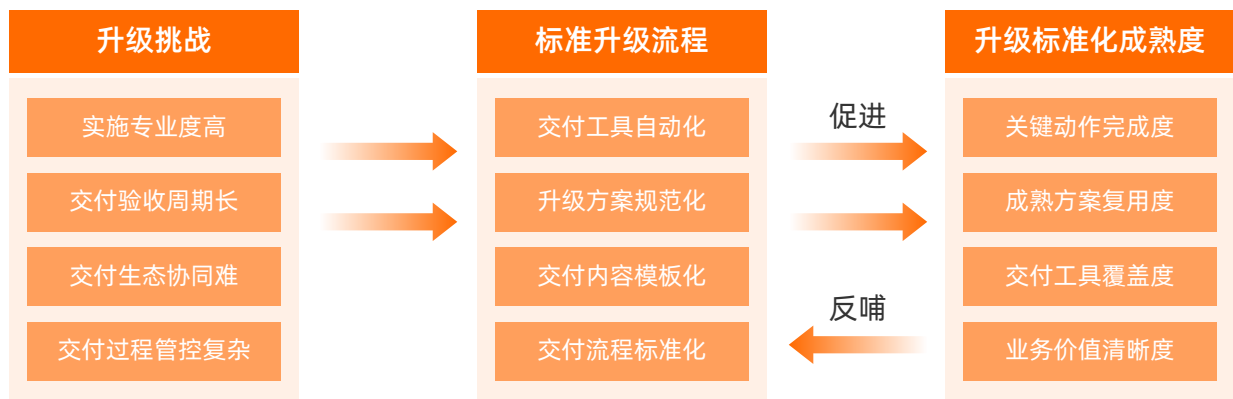 升级挑战
实施专业度高
交付验收周期长
交付生态协同难
交付过程管控复杂
标准升级流程
交付工具自动化
升级方案规范化
交付内容模板化
交付流程标准化
促进
反哺
升级标准化成熟度
关键动作完成度
成熟方案复用度
交付工具覆盖度
业务价值清晰度